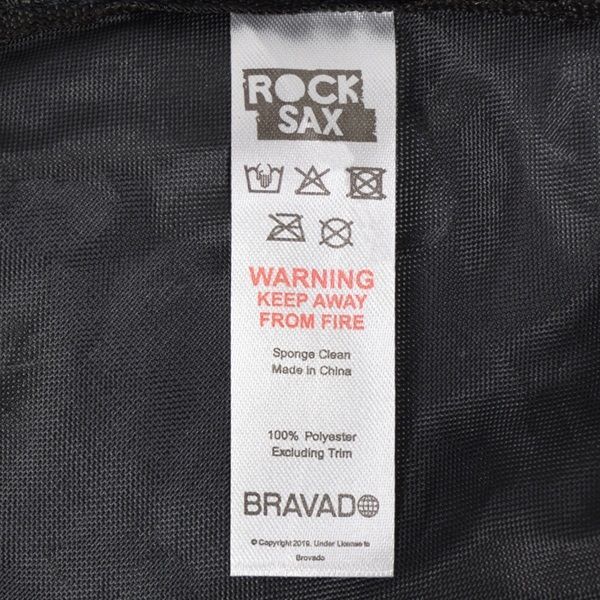 ROCK
SAX
WARNING
KEEP AWAY
FROM FIRE
Sponge Clean
Made in China
100% Polyester
Excluding Trim
BRAVADO
© Copyright 2019. Under License to
Bravado